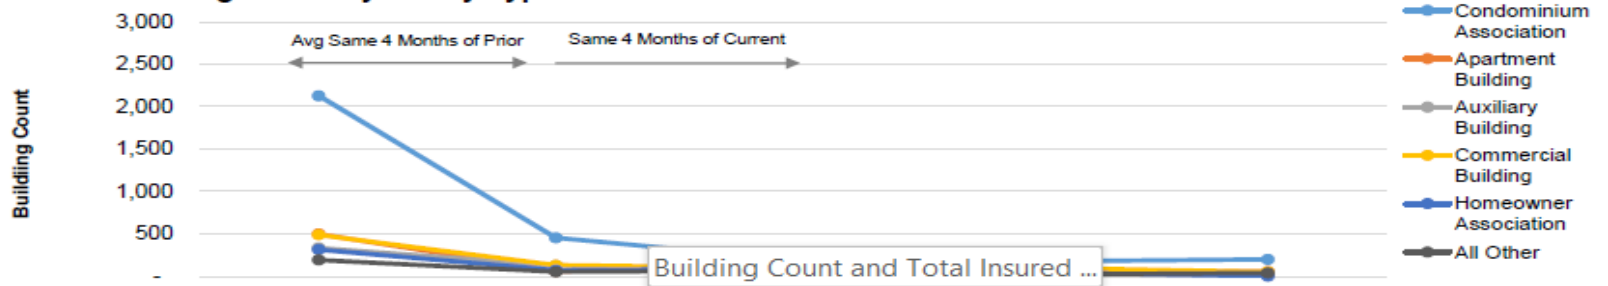 3,000
2,500
2,000
1,500
1,000
500
-
Building Count
Avg Same 4 Months of Prior
Same 4 Months of Current
Building Count and Total Insured ...
Condominium
Association
Apartment
Building
Auxiliary
Building
Commercial
Building
Homeowner
Association
All Other